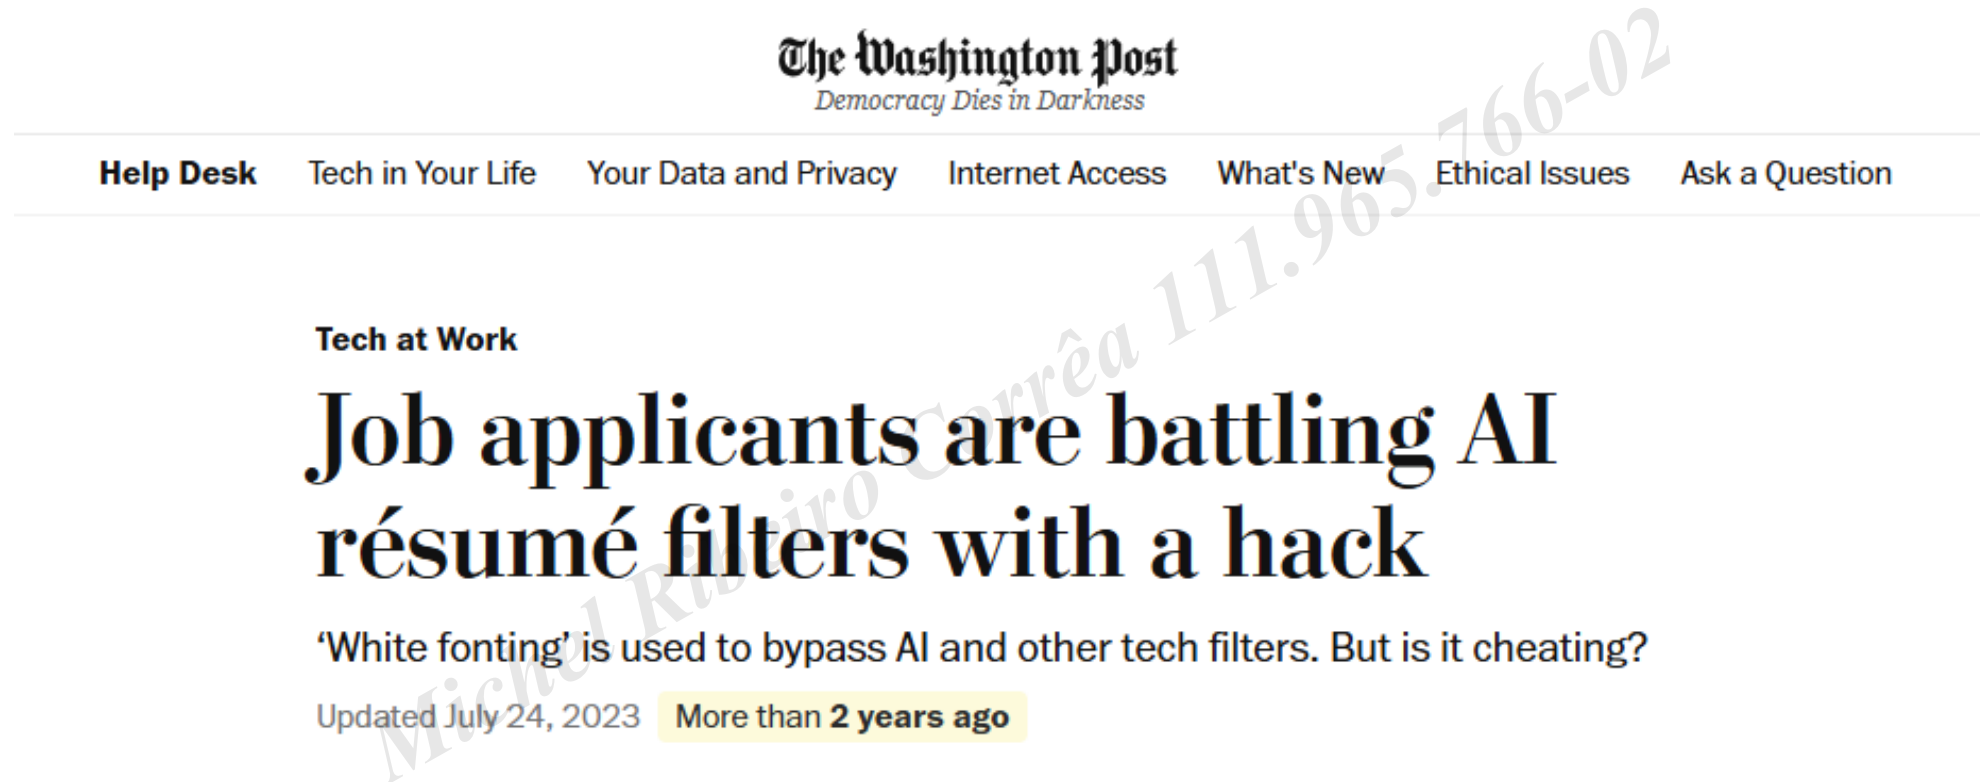 The Washington Post
Democracy Dies in Darkness
Help Desk Tech in Your Life Your Data and Privacy Internet Access What's New Ethical Issues Ask a Question
Tech at Work
Job applicants are battling AI
résumé filters with a hack
‘White fonting’ is used to bypass AI and other tech filters. But is it cheating?
Updated July 24, 2023 More than 2 years ago
Michel Ribeiro Corrêa 111.965.766-02